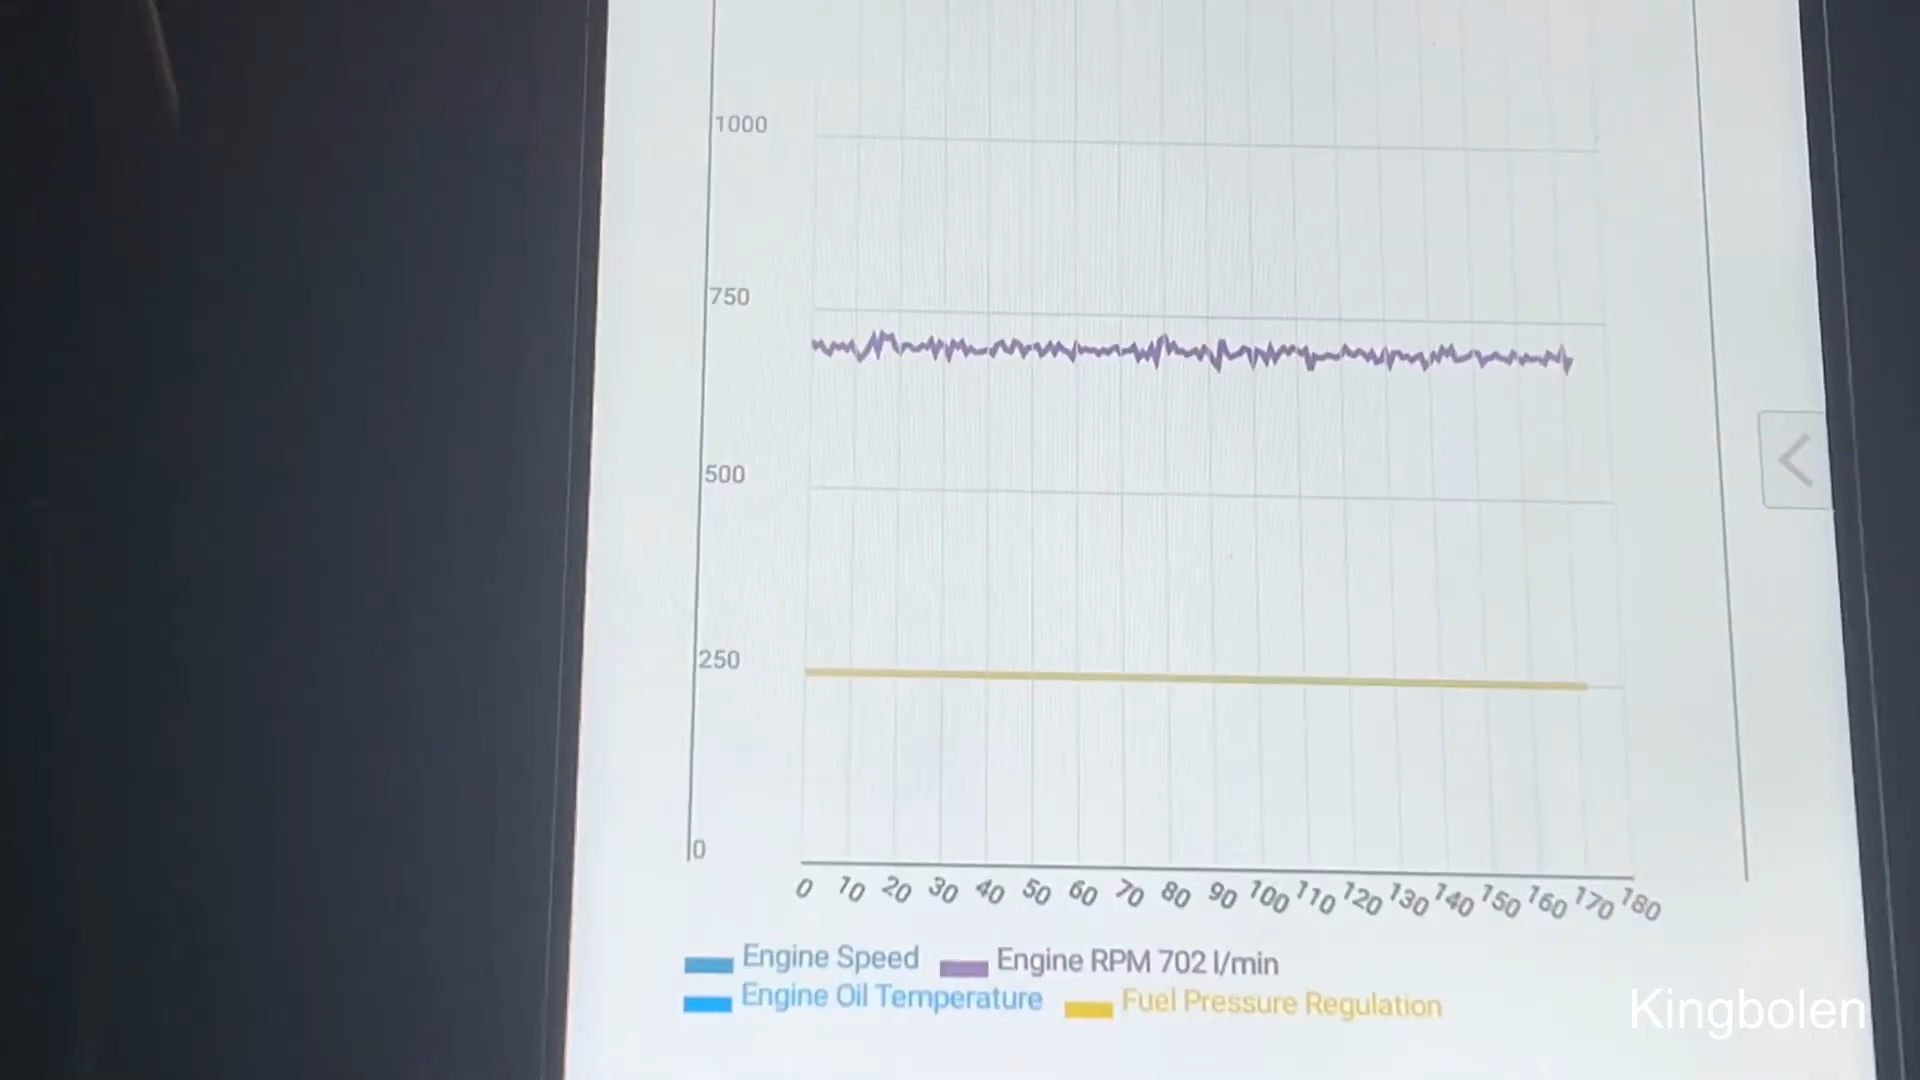 1000
750
500
250
0
0 10 20 30 40 50 60 70 80 90 100 110 120 130 140 150 160 170 180
Engine Speed Engine RPM 702 l/min
Engine Oil Temperature Fuel Pressure Regulation
Kingbolen